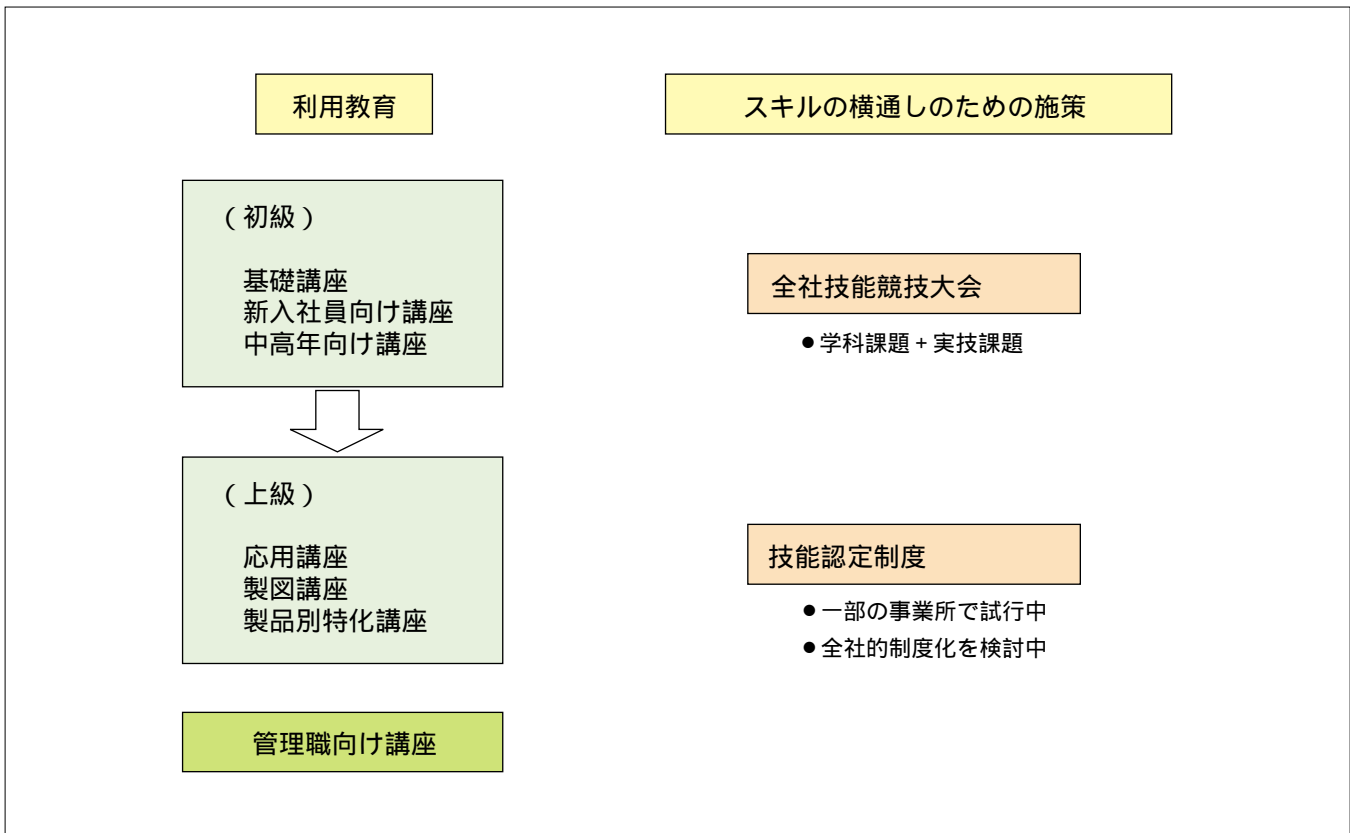 利用教育
(初級)
基礎講座
新入社員向け講座
中高年向け講座
(上級)
応用講座
製図講座
製品別特化講座
管理職向け講座
スキルの横通しのための施策
全社技能競技大会
●学科課題+実技課題
技能認定制度
●一部の事業所で試行中
●全社的制度化を検討中